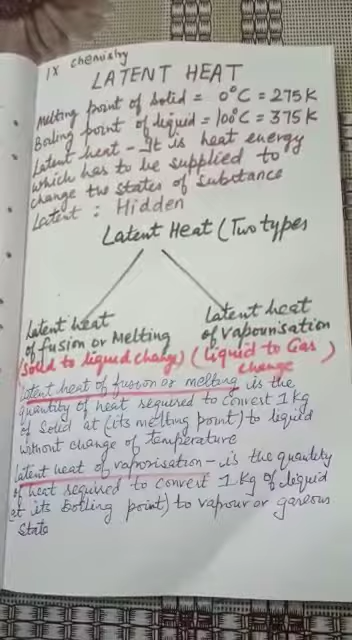 IX chemistry
LATENT HEAT
Melting point of Solid = 0°C = 275K
Boiling point of liquid = 100°C = 375K
Latent heat - It is heat energy
which has to be supplied to
change the states of substance
Latent : Hidden
Latent Heat (Two types
Latent heat
of fusion or Melting
(Solid to liquid change)
Latent heat
of vapourisation
(Liquid to Gas)
change
Latent heat of fusion or melting is the
quantity of heat required to convert 1 kg
of Solid at (its melting point) to liquid
without change of temperature
Latent heat of vaporisation - is the quantity
of heat required to convert 1 kg of liquid
at its boiling point) to vapour or gaseous
State